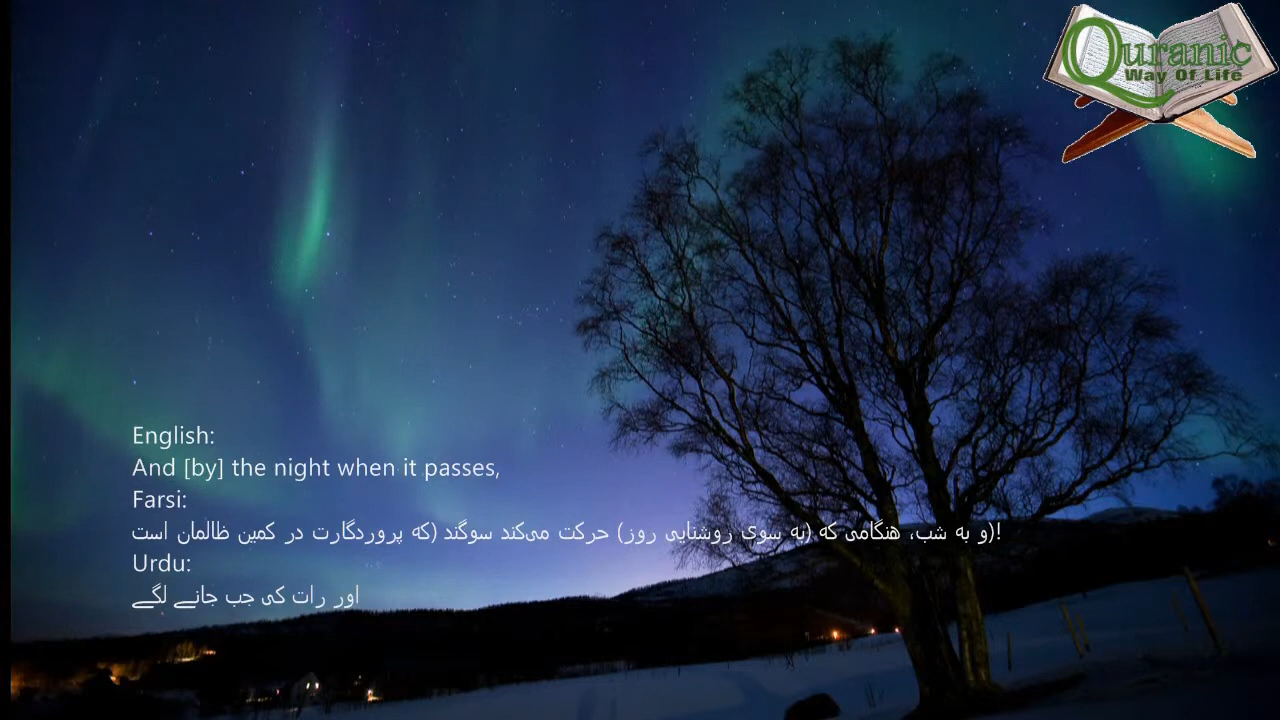 Quranic
Way Of Life
English:
And [by] the night when it passes,
Farsi:
و به شب، هنگامی که (به سوی روشنایی روز) حرکت می‌کند سوگند (که پروردگارت در کمین ظالمان است)!
Urdu:
اور رات کی جب جانے لگے